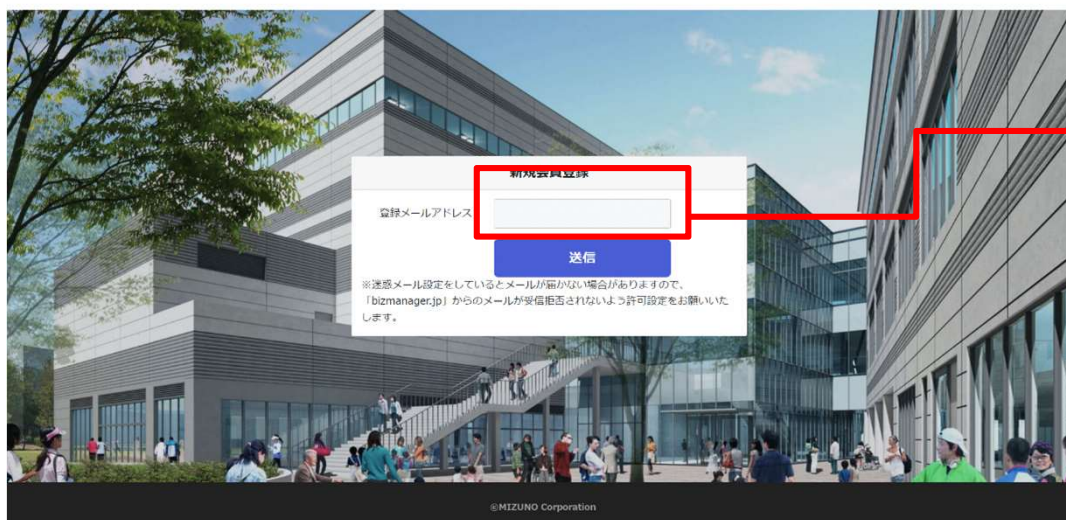 新規会員登録
登録メールアドレス
送信
※迷惑メール設定をしているとメールが届かない場合がありますので、
「bizmanager.jp」からのメールが受信拒否されないよう許可設定をお願いいた
します。
©MIZUNO Corporation